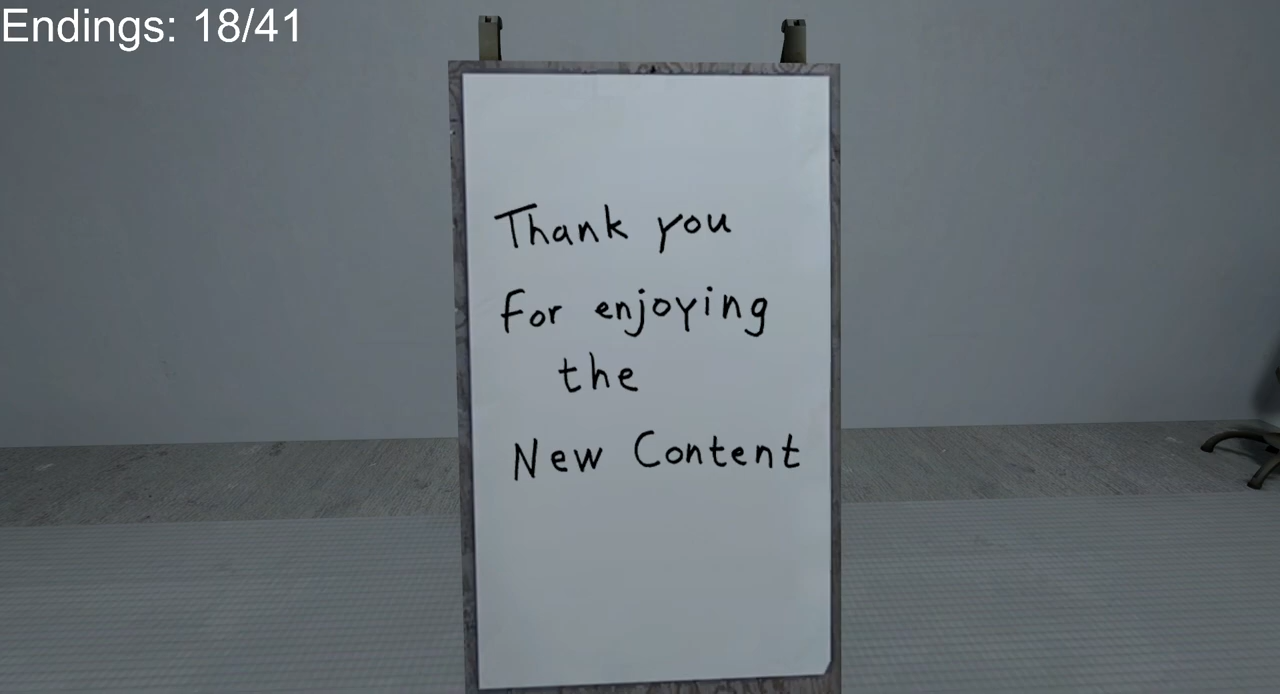 Endings: 18/41
Thank you
for enjoying
the
New Content